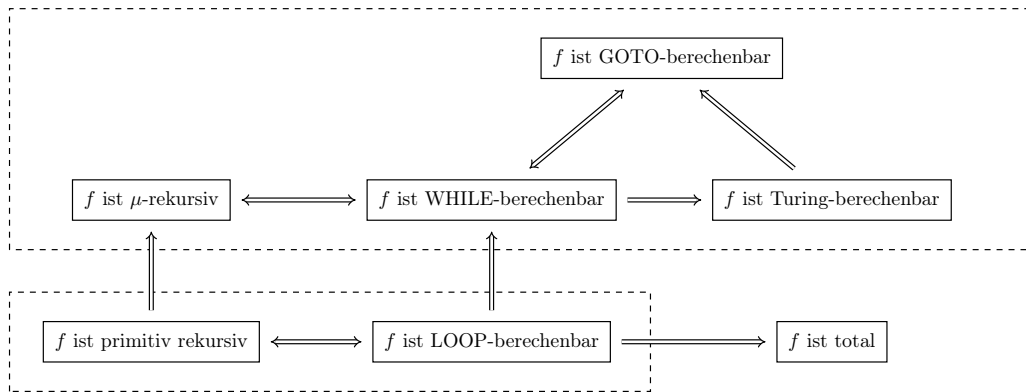 f ist GOTO-berechenbar
f ist μ-rekursiv
f ist WHILE-berechenbar
f ist Turing-berechenbar
f ist primitiv rekursiv
f ist LOOP-berechenbar
f ist total